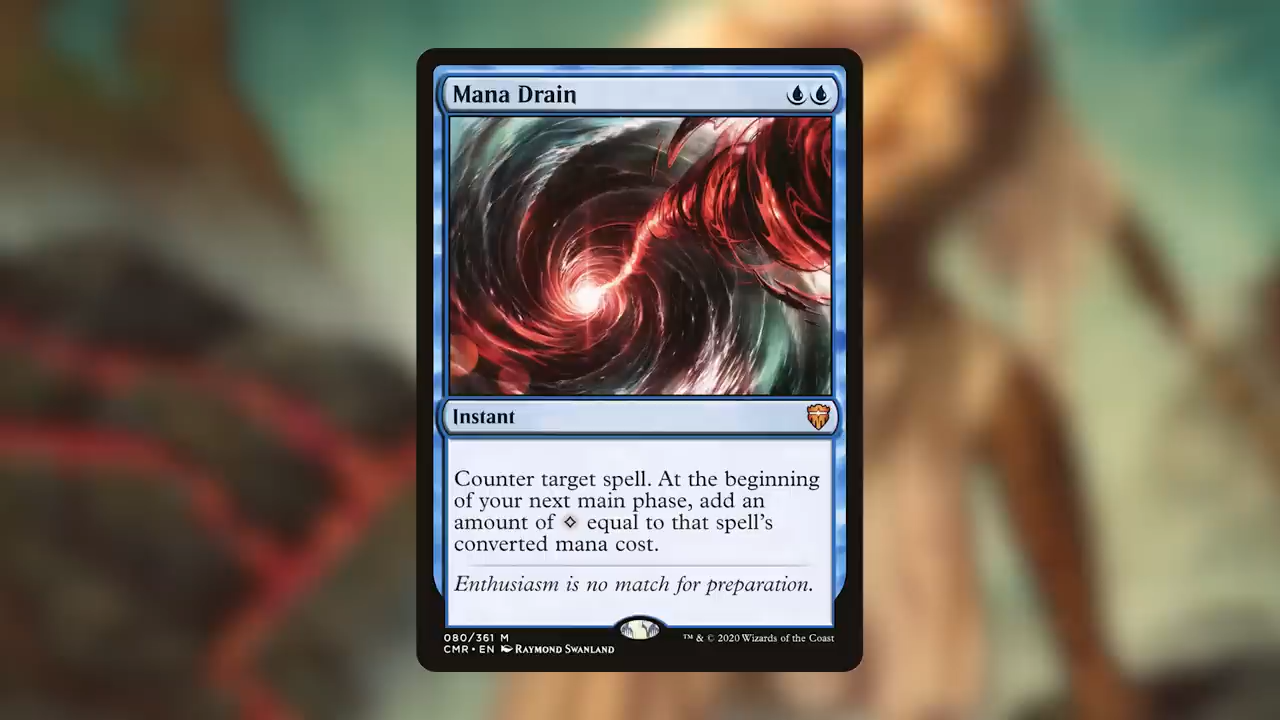 Mana Drain
Instant
Counter target spell. At the beginning
of your next main phase, add an
amount of equal to that spell's
converted mana cost.
Enthusiasm is no match for preparation.
080/361 M
™ & © 2020 Wizards of the Coast
CMR • EN Raymond Swanland